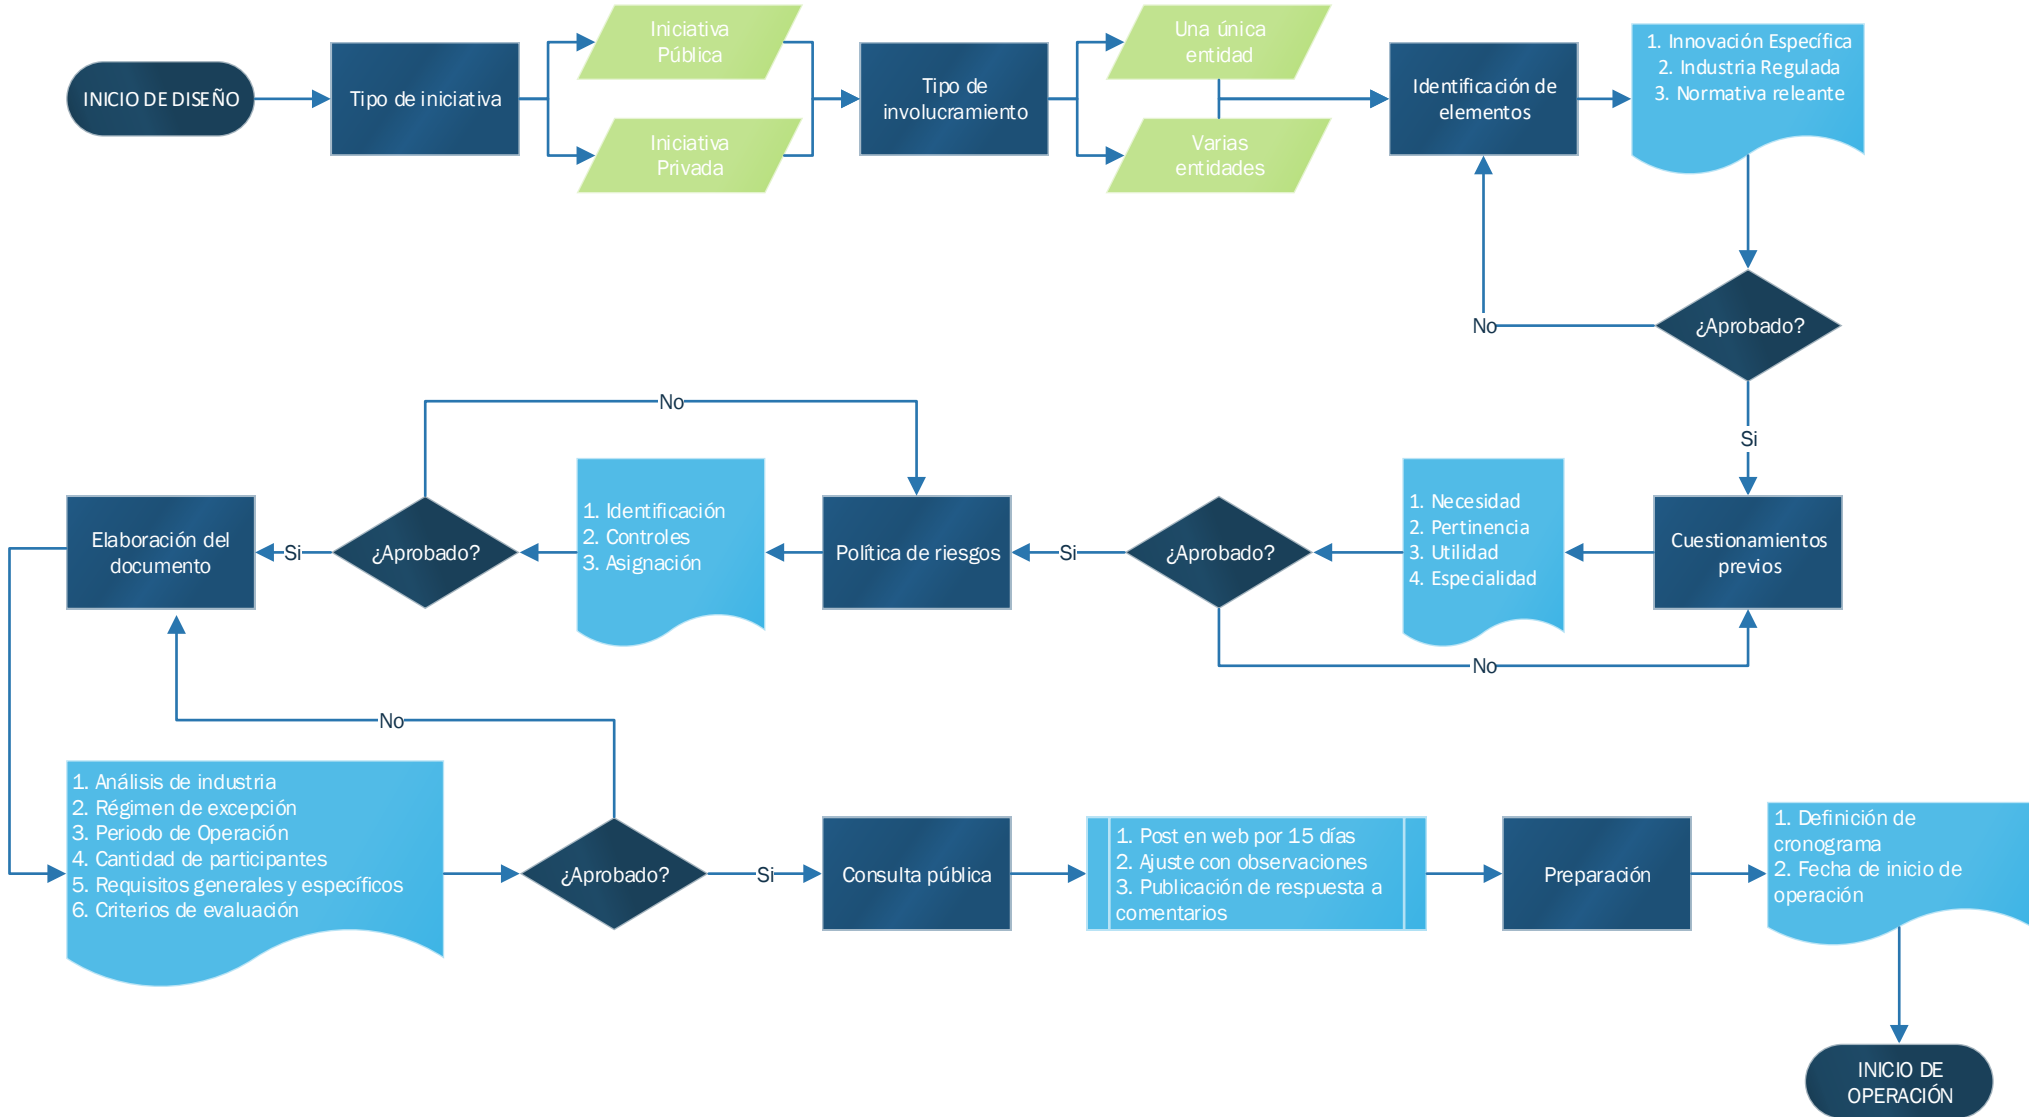 INICIO DE DISEÑO
Tipo de iniciativa
Iniciativa
Pública
Iniciativa
Privada
Tipo de
involucramiento
Una única
entidad
Varias
entidades
Identificación de
elementos
1. Innovación Específica
2. Industria Regulada
3. Normativa releante
¿Aprobado?
No
Si
Cuestionamientos
previos
1. Necesidad
2. Pertinencia
3. Utilidad
4. Especialidad
¿Aprobado?
No
Si
Política de riesgos
1. Identificación
2. Controles
3. Asignación
¿Aprobado?
No
Si
Elaboración del
documento
1. Análisis de industria
2. Régimen de excepción
3. Periodo de Operación
4. Cantidad de participantes
5. Requisitos generales y específicos
6. Criterios de evaluación
¿Aprobado?
No
Si
Consulta pública
1. Post en web por 15 días
2. Ajuste con observaciones
3. Publicación de respuesta a
comentarios
Preparación
1. Definición de
cronograma
2. Fecha de inicio de
operación
INICIO DE
OPERACIÓN